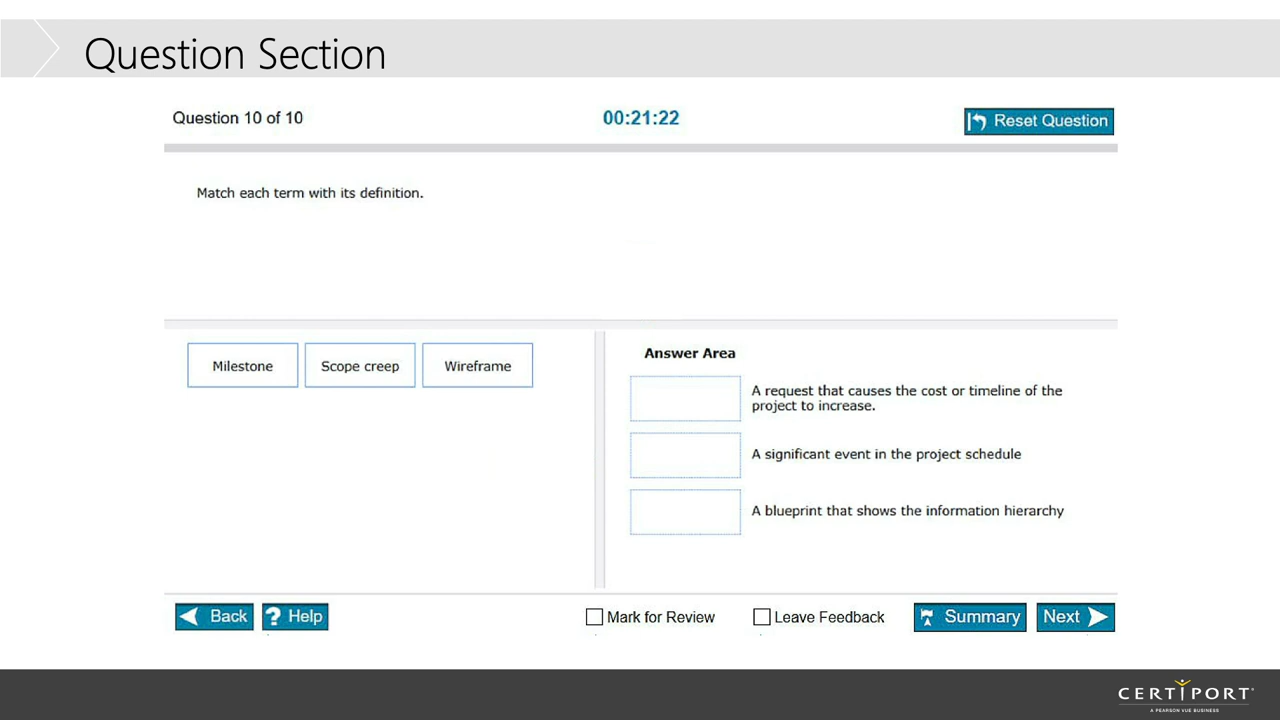 Question Section
Question 10 of 10
00:21:22
Reset Question
Match each term with its definition.
Milestone
Scope creep
Wireframe
Answer Area
A request that causes the cost or timeline of the
project to increase.
A significant event in the project schedule
A blueprint that shows the information hierarchy
Back
? Help
Mark for Review
Leave Feedback
Summary
Next
CERTIPORT
A PEARSON VUE BUSINESS